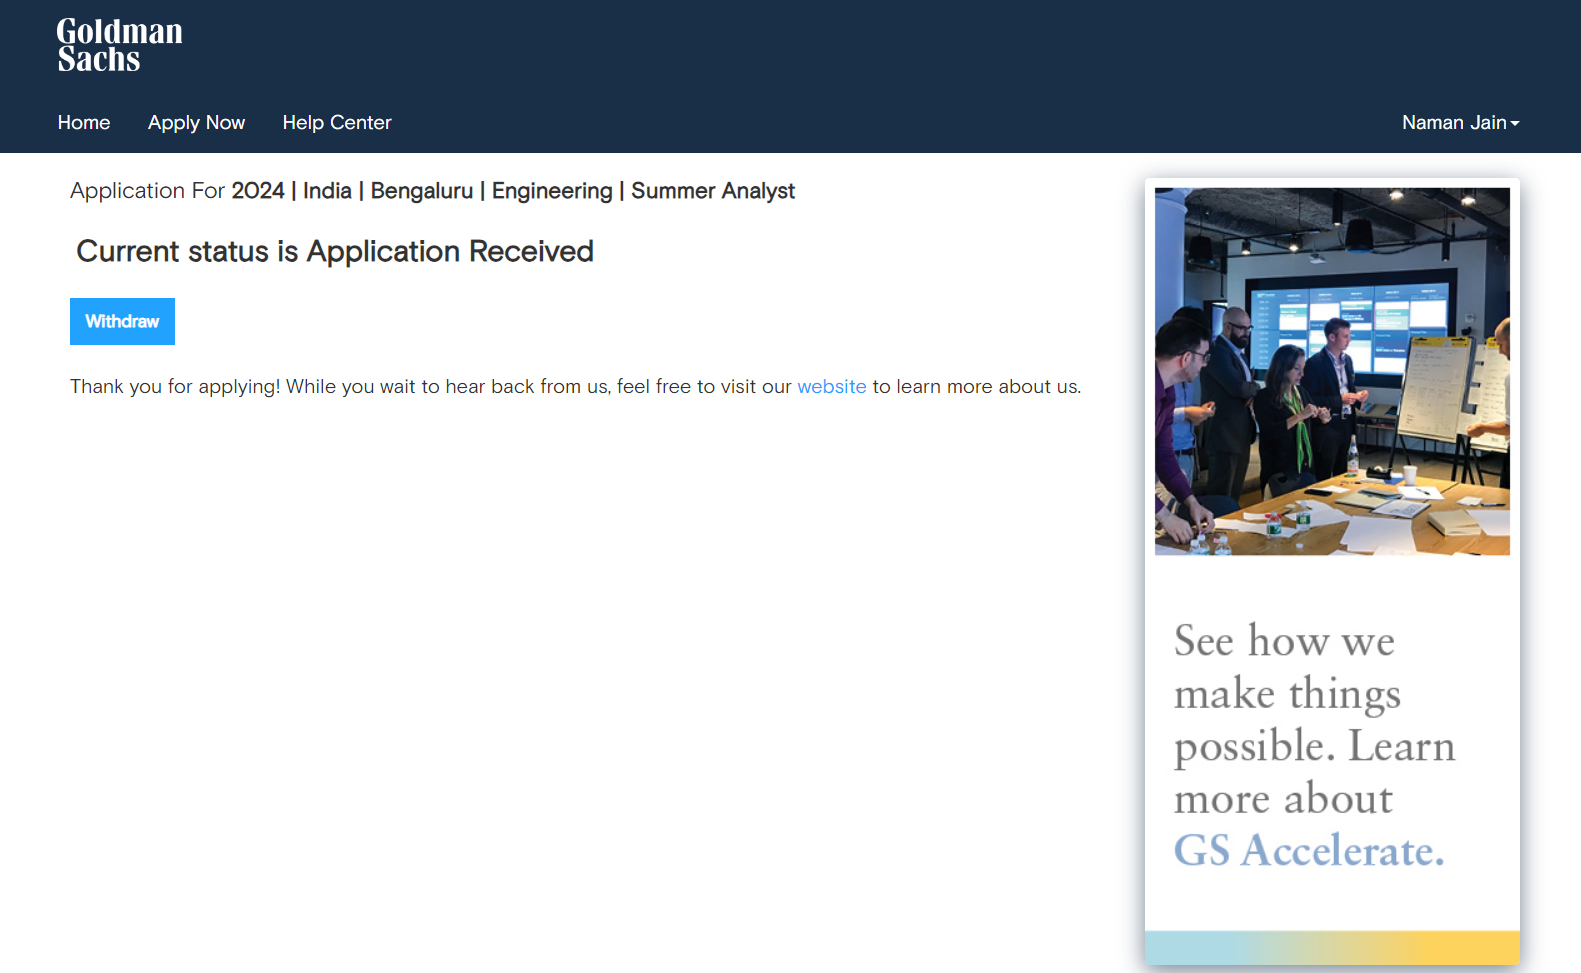 Goldman
Sachs
Home
Apply Now
Help Center
Naman Jain
Application For 2024 | India | Bengaluru | Engineering | Summer Analyst
Current status is Application Received
Withdraw
Thank you for applying! While you wait to hear back from us, feel free to visit our website to learn more about us.
See how we
make things
possible. Learn
more about
GS Accelerate.